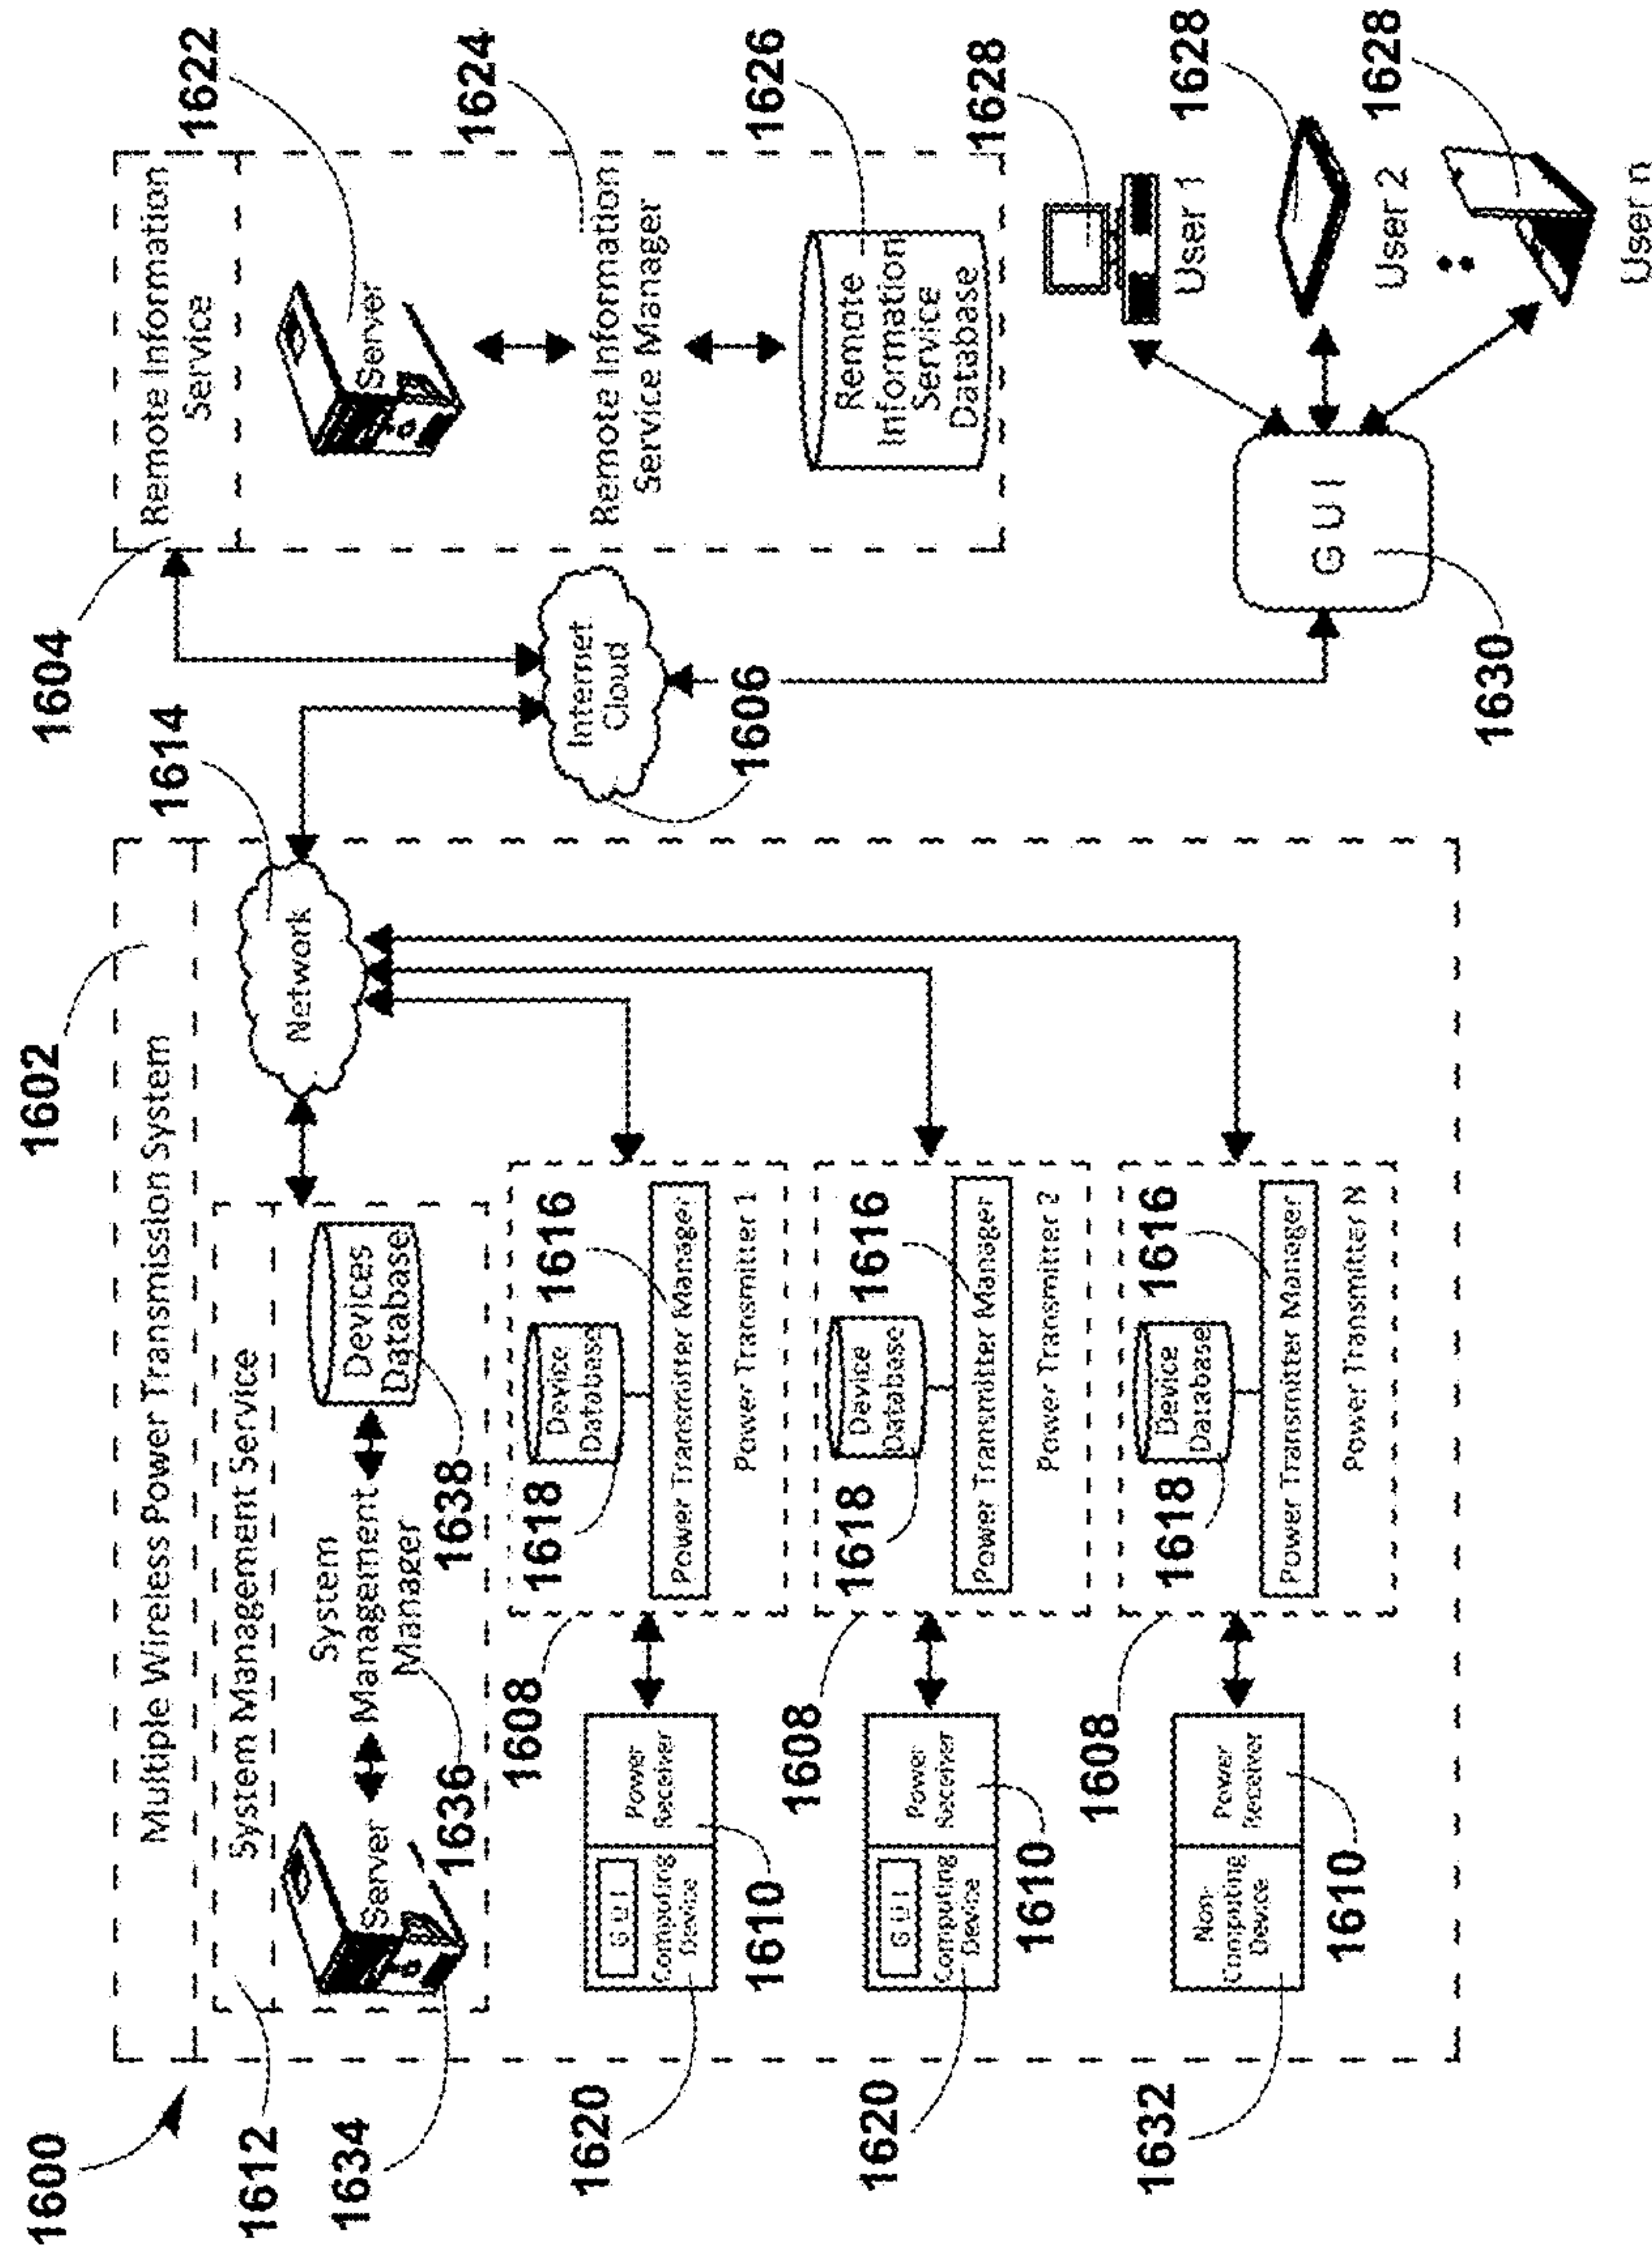 1600
1602
1604
1614
Multiple Wireless Power Transmission System
System Management Service
1612
Server
System
Management
Manager
Devices
Database
1634
1636
1638
Network
Internet
Cloud
1606
Remote Information
Service
1622
Server
1624
Remote Information
Service Manager
1626
Remote
Information
Service
Database
1608
1618
1616
Device
Database
Power Transmitter Manager
Power Transmitter 1
G U I
Computing
Device
Power
Receiver
1620
1610
1608
1618
1616
Device
Database
Power Transmitter Manager
Power Transmitter 2
G U I
Computing
Device
Power
Receiver
1620
1610
1608
1618
1616
Device
Database
Power Transmitter Manager
Power Transmitter N
Non-
Computing
Device
Power
Receiver
1632
1610
G U I
1630
1628
User 1
1628
User 2
1628
User n